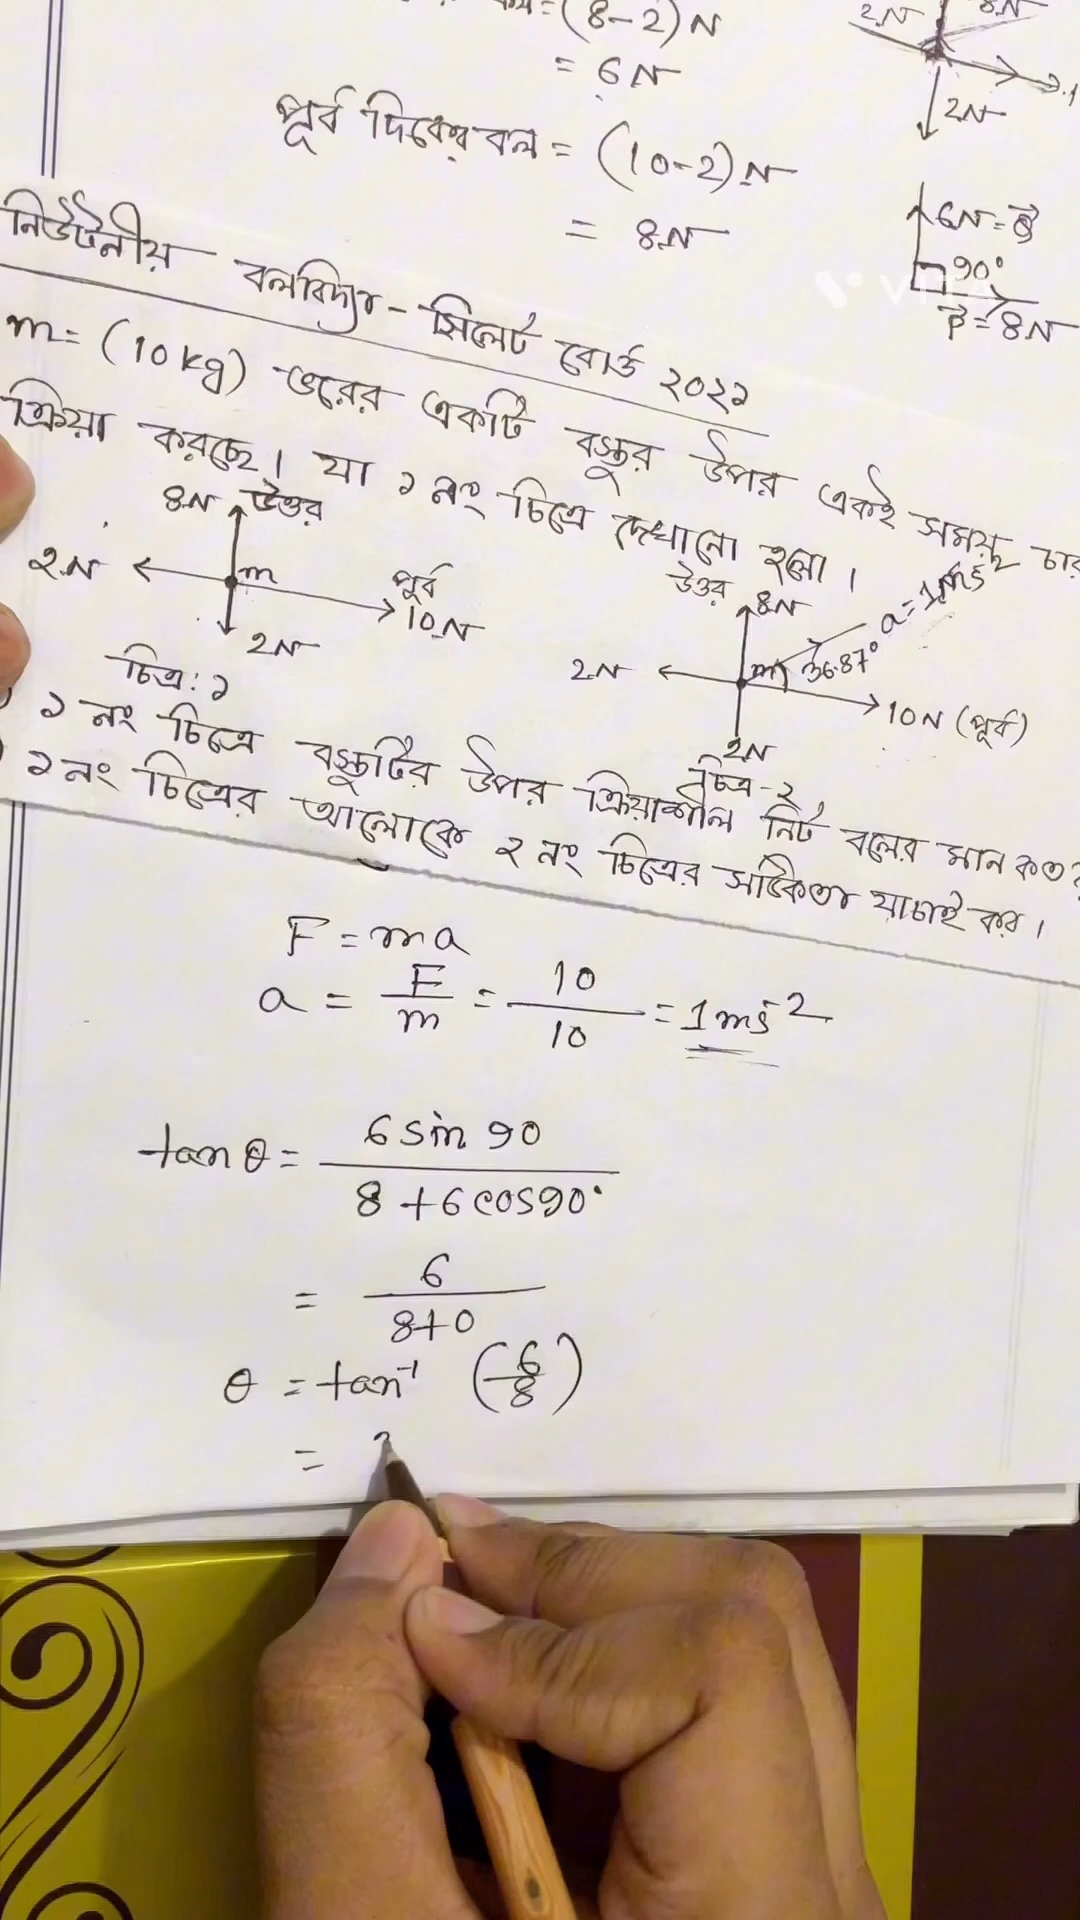 = (8-2)N
= 6N
2N
8N
2N
পূর্ব দিকের বল = (10-2)N
= 8N
6N = Q
90°
P = 8N
VITA
নিউটনীয় বলবিদ্যা - সিলেট বোর্ড ২০২১
m = (10 kg) ভরের একটি বস্তুর উপর একই সময় চার
ক্রিয়া করছে। যা ১ নং চিত্রে দেখানো হলো।
8N উত্তর
2N
m
পূর্ব
10N
2N
চিত্র: ১
উত্তর 8N
a = 1ms⁻²
36.87°
2N
m
10N (পূর্ব)
2N
চিত্র-২
১ নং চিত্রে বস্তুটির উপর ক্রিয়াশীল নিট বলের মান কত?
১নং চিত্রের আলোকে ২ নং চিত্রের সঠিকতা যাচাই কর।
F = ma
a = F/m = 10/10 = 1ms⁻²
tan θ = 6 sin 90 / 8 + 6 cos 90°
= 6 / 8+0
θ = tan⁻¹ (6/8)
=